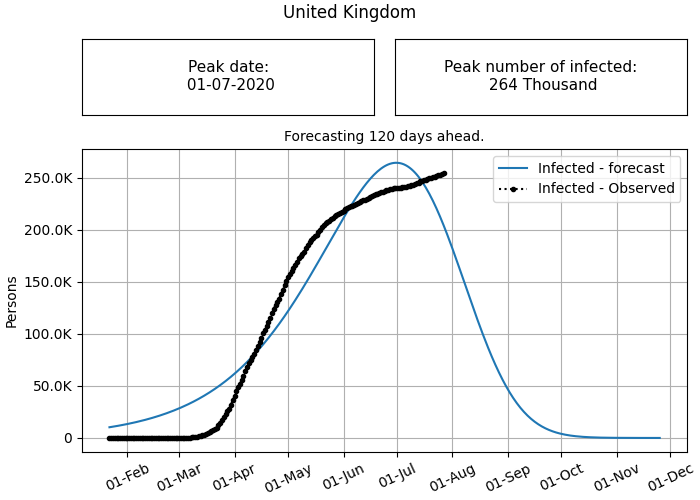 United Kingdom
Peak date:
01-07-2020
Peak number of infected:
264 Thousand
Forecasting 120 days ahead.
Infected - forecast
Infected - Observed
250.0K
200.0K
150.0K
100.0K
50.0K
0
Persons
01-Feb
01-Mar
01-Apr
01-May
01-Jun
01-Jul
01-Aug
01-Sep
01-Oct
01-Nov
01-Dec